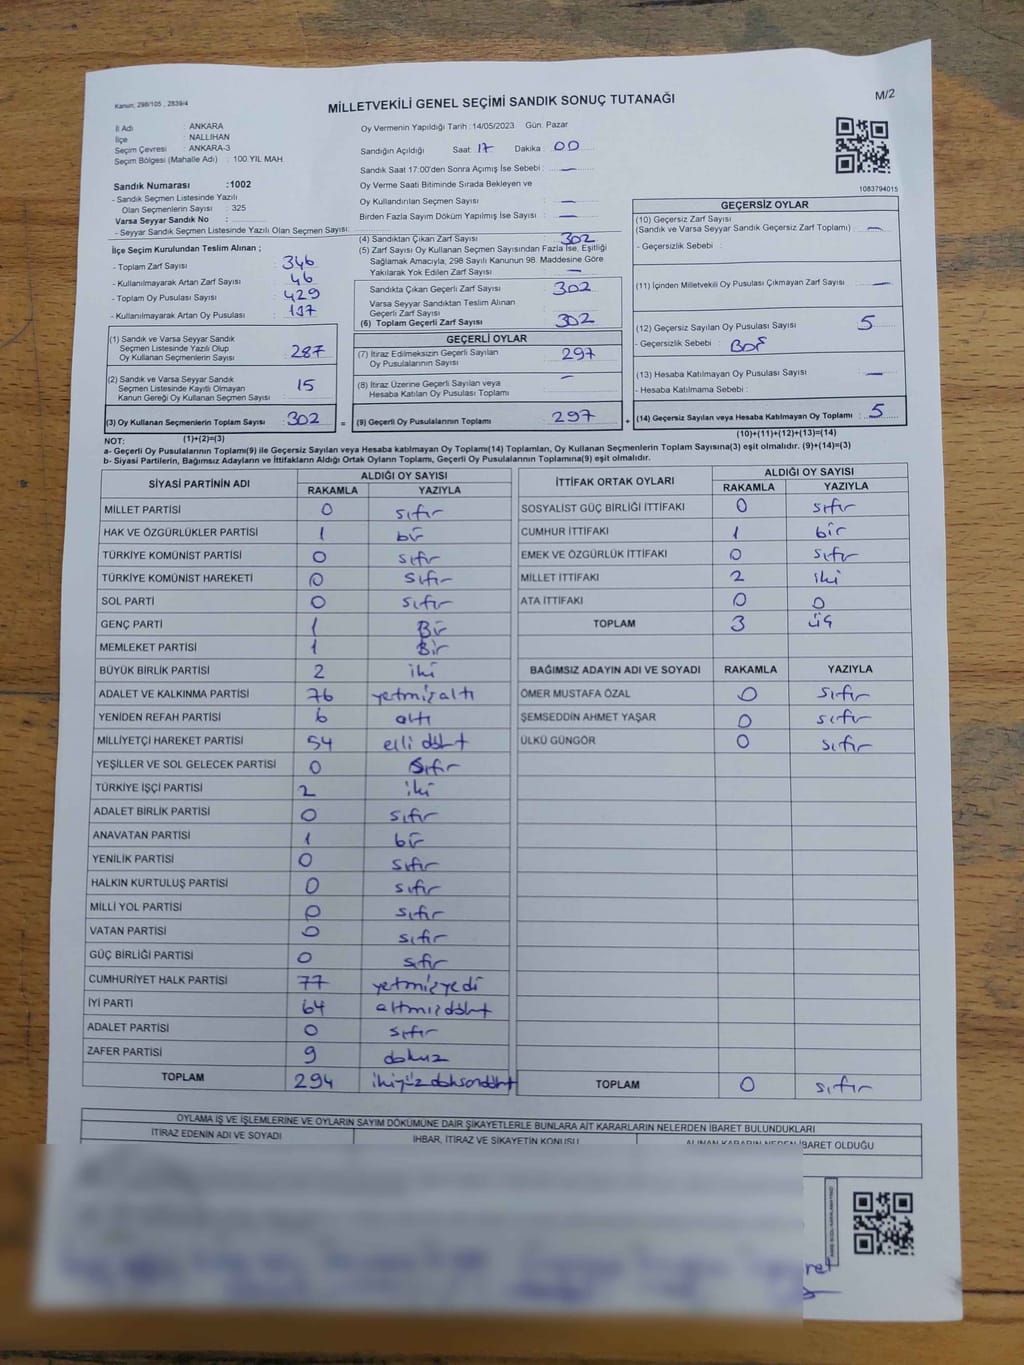 Kanun; 298/105 , 2839/4
MİLLETVEKİLİ GENEL SEÇİMİ SANDIK SONUÇ TUTANAĞI
M/2
İl Adı : ANKARA
İlçe : NALLIHAN
Seçim Çevresi : ANKARA-3
Seçim Bölgesi (Mahalle Adı) : 100.YIL MAH
Oy Vermenin Yapıldığı Tarih : 14/05/2023 Gün: Pazar
Sandığın Açıldığı Saat : 17 Dakika : 00
Sandık Saat 17:00'den Sonra Açılmış İse Sebebi : —
Oy Verme Saati Bitiminde Sırada Bekleyen ve
Oy Kullandırılan Seçmen Sayısı : —
Birden Fazla Sayım Döküm Yapılmış İse Sayısı : —
1083794015
Sandık Numarası :1002
- Sandık Seçmen Listesinde Yazılı
Olan Seçmenlerin Sayısı : 325
Varsa Seyyar Sandık No :
- Seyyar Sandık Seçmen Listesinde Yazılı Olan Seçmen Sayısı:
İlçe Seçim Kurulundan Teslim Alınan ;
- Toplam Zarf Sayısı : 346
- Kullanılmayarak Artan Zarf Sayısı : 46
- Toplam Oy Pusulası Sayısı : 429
- Kullanılmayarak Artan Oy Pusulası : 137
(4) Sandıktan Çıkan Zarf Sayısı : 302
(5) Zarf Sayısı Oy Kullanan Seçmen Sayısından Fazla İse, Eşitliği
Sağlamak Amacıyla; 298 Sayılı Kanunun 98. Maddesine Göre
Yakılarak Yok Edilen Zarf Sayısı : —
Sandıkta Çıkan Geçerli Zarf Sayısı : 302
Varsa Seyyar Sandıktan Teslim Alınan
Geçerli Zarf Sayısı :
(6) Toplam Geçerli Zarf Sayısı : 302
GEÇERSİZ OYLAR
(10) Geçersiz Zarf Sayısı
(Sandık ve Varsa Seyyar Sandık Geçersiz Zarf Toplamı) : —
- Geçersizlik Sebebi :
(11) İçinden Milletvekili Oy Pusulası Çıkmayan Zarf Sayısı : —
(12) Geçersiz Sayılan Oy Pusulası Sayısı : 5
- Geçersizlik Sebebi : BOŞ
(13) Hesaba Katılmayan Oy Pusulası Sayısı : —
- Hesaba Katılmama Sebebi :
(14) Geçersiz Sayılan veya Hesaba Katılmayan Oy Toplamı : 5
(10)+(11)+(12)+(13)=(14)
(1) Sandık ve Varsa Seyyar Sandık
Seçmen Listesinde Yazılı Olup
Oy Kullanan Seçmenlerin Sayısı : 287
(2) Sandık ve Varsa Seyyar Sandık
Seçmen Listesinde Kayıtlı Olmayan
Kanun Gereği Oy Kullanan Seçmen Sayısı : 15
(3) Oy Kullanan Seçmenlerin Toplam Sayısı : 302 =
(1)+(2)=(3)
GEÇERLİ OYLAR
(7) İtiraz Edilmeksizin Geçerli Sayılan
Oy Pusulalarının Sayısı : 297
(8) İtiraz Üzerine Geçerli Sayılan veya
Hesaba Katılan Oy Pusulası Toplamı : —
(9) Geçerli Oy Pusulalarının Toplamı : 297 +
NOT:
a- Geçerli Oy Pusulalarının Toplamı(9) ile Geçersiz Sayılan veya Hesaba Katılmayan Oy Toplamı(14) Toplamları, Oy Kullanan Seçmenlerin Toplam Sayısına(3) eşit olmalıdır. (9)+(14)=(3)
b- Siyasi Partilerin, Bağımsız Adayların ve İttifakların Aldığı Ortak Oyların Toplamı, Geçerli Oy Pusulalarının Toplamına(9) eşit olmalıdır.
SİYASİ PARTİNİN ADI ALDIĞI OY SAYISI
RAKAMLA YAZIYLA
MİLLET PARTİSİ 0 sıfır
HAK VE ÖZGÜRLÜKLER PARTİSİ 1 bir
TÜRKİYE KOMÜNİST PARTİSİ 0 sıfır
TÜRKİYE KOMÜNİST HAREKETİ 0 sıfır
SOL PARTİ 0 sıfır
GENÇ PARTİ 1 Bir
MEMLEKET PARTİSİ 1 Bir
BÜYÜK BİRLİK PARTİSİ 2 iki
ADALET VE KALKINMA PARTİSİ 76 yetmişaltı
YENİDEN REFAH PARTİSİ 6 altı
MİLLİYETÇİ HAREKET PARTİSİ 54 elli dört
YEŞİLLER VE SOL GELECEK PARTİSİ 0 sıfır
TÜRKİYE İŞÇİ PARTİSİ 2 iki
ADALET BİRLİK PARTİSİ 0 sıfır
ANAVATAN PARTİSİ 1 bir
YENİLİK PARTİSİ 0 sıfır
HALKIN KURTULUŞ PARTİSİ 0 sıfır
MİLLİ YOL PARTİSİ 0 sıfır
VATAN PARTİSİ 0 sıfır
GÜÇ BİRLİĞİ PARTİSİ 0 sıfır
CUMHURİYET HALK PARTİSİ 77 yetmişyedi
İYİ PARTİ 64 altmışdört
ADALET PARTİSİ 0 sıfır
ZAFER PARTİSİ 9 dokuz
TOPLAM 294 ikiyüz doksandört
İTTİFAK ORTAK OYLARI ALDIĞI OY SAYISI
RAKAMLA YAZIYLA
SOSYALİST GÜÇ BİRLİĞİ İTTİFAKI 0 sıfır
CUMHUR İTTİFAKI 1 bir
EMEK VE ÖZGÜRLÜK İTTİFAKI 0 sıfır
MİLLET İTTİFAKI 2 iki
ATA İTTİFAKI 0 0
TOPLAM 3 üç
BAĞIMSIZ ADAYIN ADI VE SOYADI RAKAMLA YAZIYLA
ÖMER MUSTAFA ÖZAL 0 sıfır
ŞEMSEDDİN AHMET YAŞAR 0 sıfır
ÜLKÜ GÜNGÖR 0 sıfır
TOPLAM 0 sıfır
OYLAMA İŞ VE İŞLEMLERİNE VE OYLARIN SAYIM DÖKÜMÜNE DAİR ŞİKAYETLERLE BUNLARA AİT KARARLARIN NELERDEN İBARET BULUNDUKLARI
İTİRAZ EDENİN ADI VE SOYADI İHBAR, İTİRAZ VE ŞİKAYETİN KONUSU ALINAN KARARIN NEDEN İBARET OLDUĞU